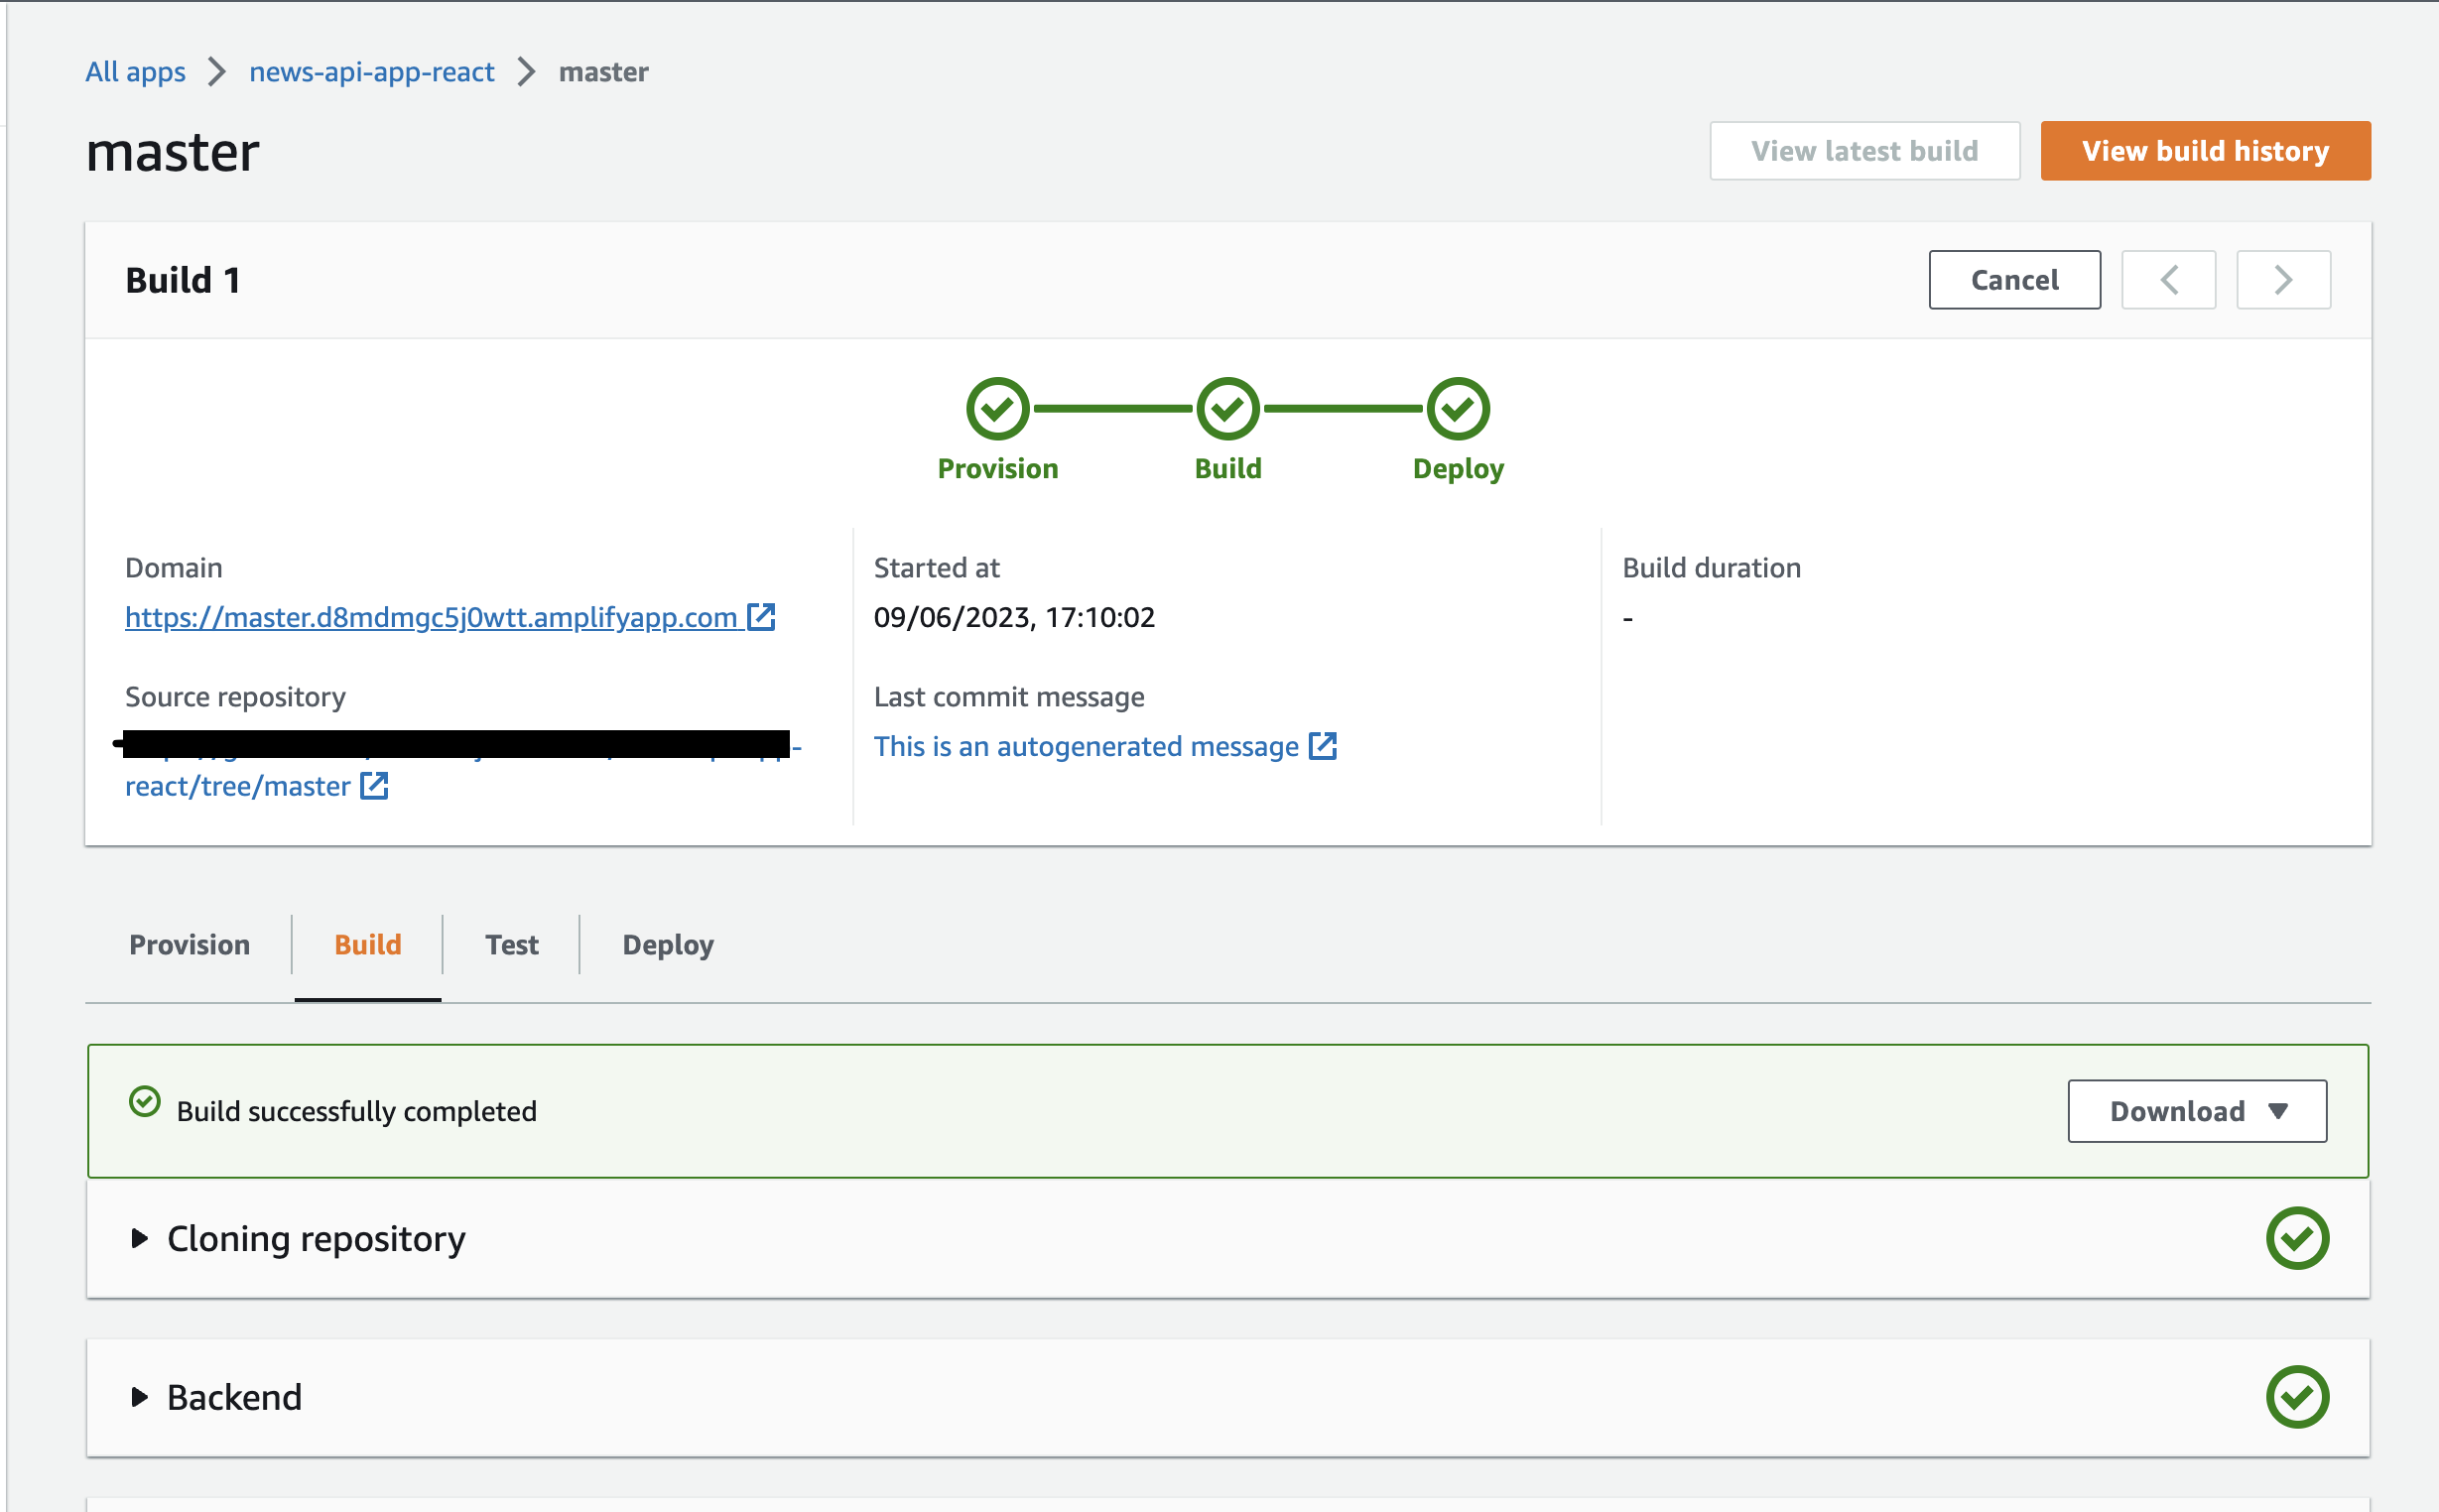 All apps > news-api-app-react > master
master
View latest build
View build history
Build 1
Cancel
Provision
Build
Deploy
Domain
https://master.d8mdmgc5j0wtt.amplifyapp.com
Started at
09/06/2023, 17:10:02
Build duration
-
Source repository
-
react/tree/master
Last commit message
This is an autogenerated message
Provision
Build
Test
Deploy
Build successfully completed
Download
Cloning repository
Backend